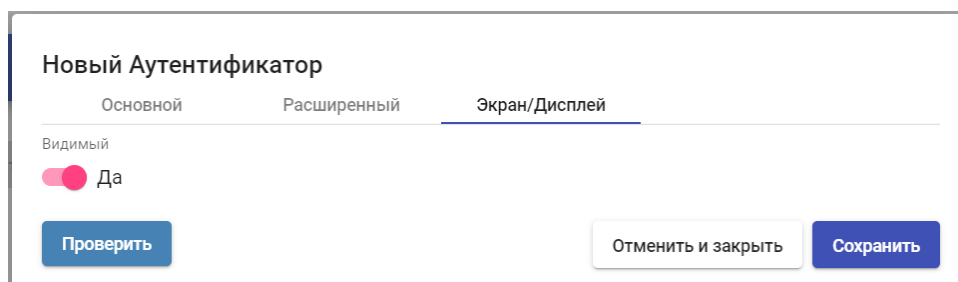 Новый Аутентификатор
Основной Расширенный Экран/Дисплей
Видимый
Да
Проверить Отменить и закрыть Сохранить